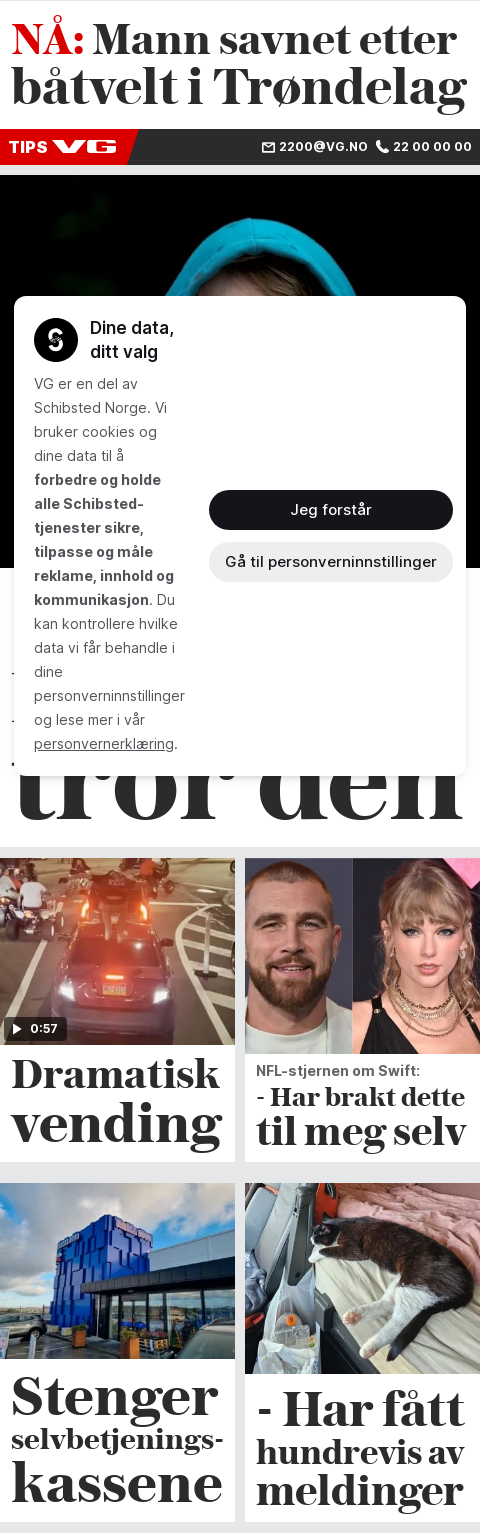 NÅ: Mann savnet etter
båtvelt i Trøndelag
TIPS VG
2200@VG.NO 22 00 00 00
Dine data,
ditt valg
VG er en del av
Schibsted Norge. Vi
bruker cookies og
dine data til å
forbedre og holde
alle Schibsted-
tjenester sikre,
tilpasse og måle
reklame, innhold og
kommunikasjon. Du
kan kontrollere hvilke
data vi får behandle i
dine
personverninnstillinger
og lese mer i vår
personvernerklæring.
Jeg forstår
Gå til personverninnstillinger
tror den
0:57
Dramatisk
vending
NFL-stjernen om Swift:
- Har brakt dette
til meg selv
Stenger
selvbetjenings-
kassene
- Har fått
hundrevis av
meldinger